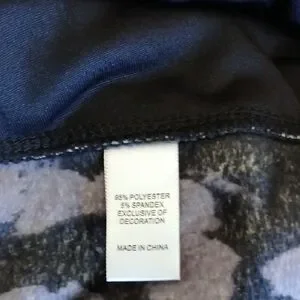 95% POLYESTER
5% SPANDEX
EXCLUSIVE OF
DECORATION
MADE IN CHINA